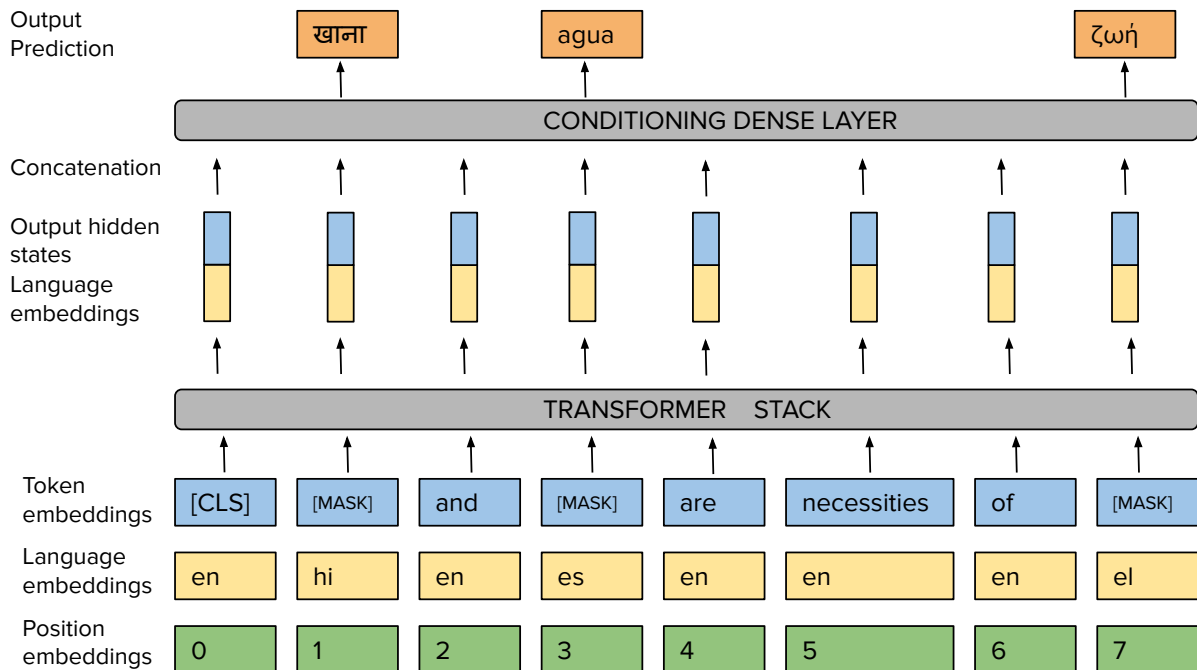 Output
Prediction
खाना agua ζωή
CONDITIONING DENSE LAYER
Concatenation
Output hidden
states
Language
embeddings
TRANSFORMER STACK
Token
embeddings
[CLS] [MASK] and [MASK] are necessities of [MASK]
Language
embeddings
en hi en es en en en el
Position
embeddings
0 1 2 3 4 5 6 7